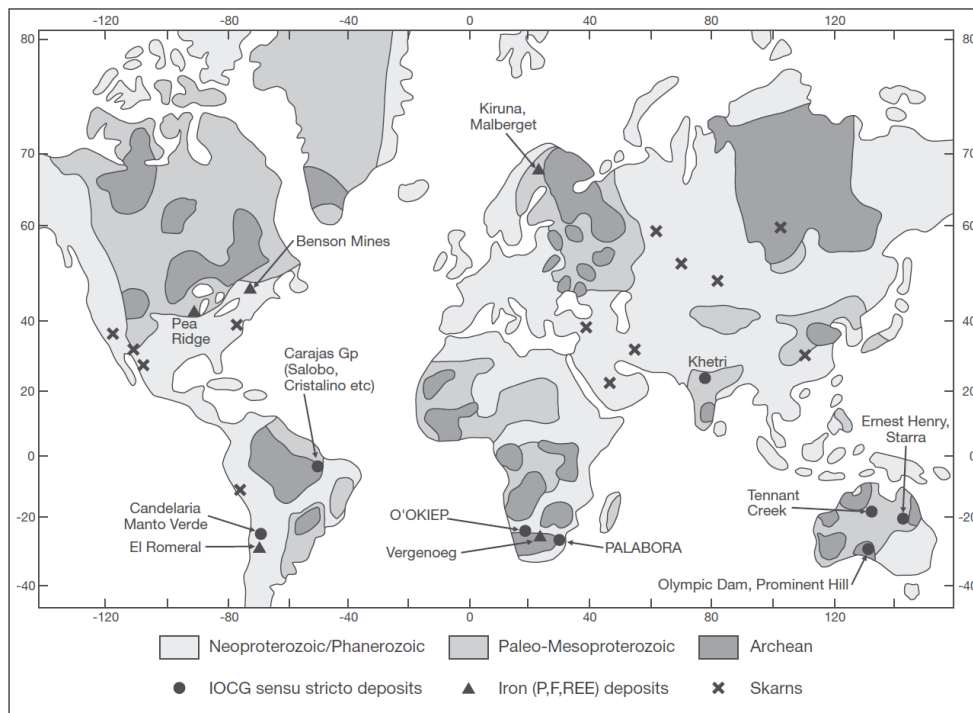 -120 -80 -40 0 40 80 120
80 80
70 70
60 60
40 40
20 20
0 0
-20 -20
-40 -40
Kiruna,
Malberget
Benson Mines
Pea
Ridge
Carajas Gp
(Salobo,
Cristalino etc)
Khetri
Ernest Henry,
Starra
Candelaria
Manto Verde
El Romeral
O'OKIEP
Vergenoeg
PALABORA
Tennant
Creek
Olympic Dam, Prominent Hill
-120 -80 -40 0 40 80 120
Neoproterozoic/Phanerozoic Paleo-Mesoproterozoic Archean
IOCG sensu stricto deposits Iron (P,F,REE) deposits Skarns